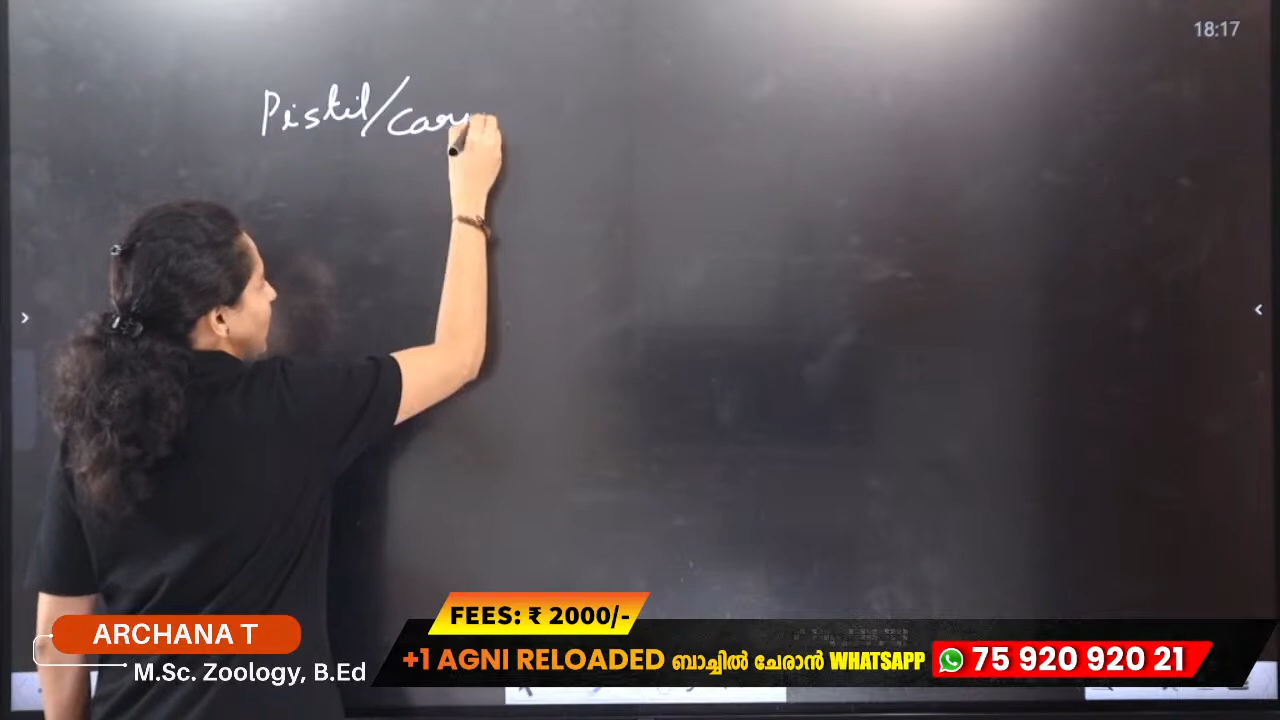 18:17
Pistil/Car
FEES: ₹ 2000/-
ARCHANA T
+1 AGNI RELOADED ബാച്ചിൽ ചേരാൻ WHATSAPP 75 920 920 21
M.Sc. Zoology, B.Ed